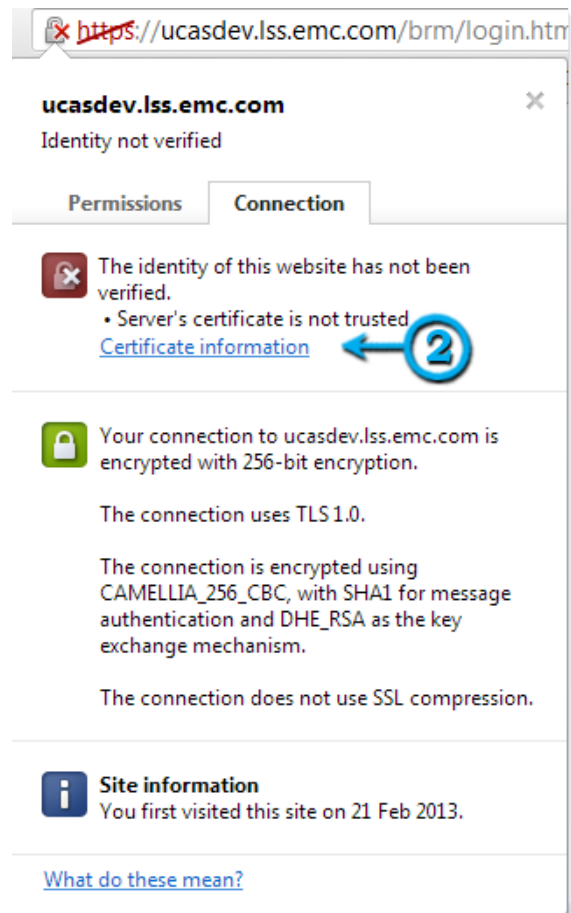 https://ucasdev.lss.emc.com/brm/login.htm
ucasdev.lss.emc.com
Identity not verified
Permissions Connection
The identity of this website has not been
verified.
• Server's certificate is not trusted
Certificate information
2
Your connection to ucasdev.lss.emc.com is
encrypted with 256-bit encryption.
The connection uses TLS 1.0.
The connection is encrypted using
CAMELLIA_256_CBC, with SHA1 for message
authentication and DHE_RSA as the key
exchange mechanism.
The connection does not use SSL compression.
Site information
You first visited this site on 21 Feb 2013.
What do these mean?